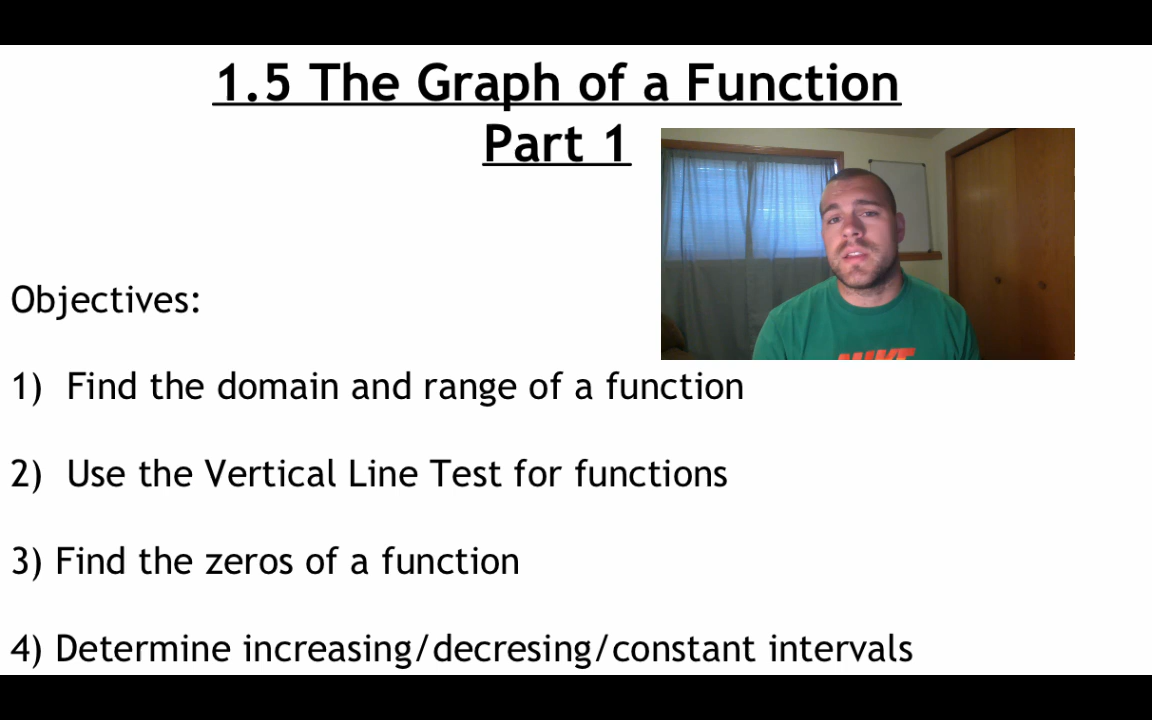 1.5 The Graph of a Function
Part 1
NIKE
Objectives:
1) Find the domain and range of a function
2) Use the Vertical Line Test for functions
3) Find the zeros of a function
4) Determine increasing/decresing/constant intervals